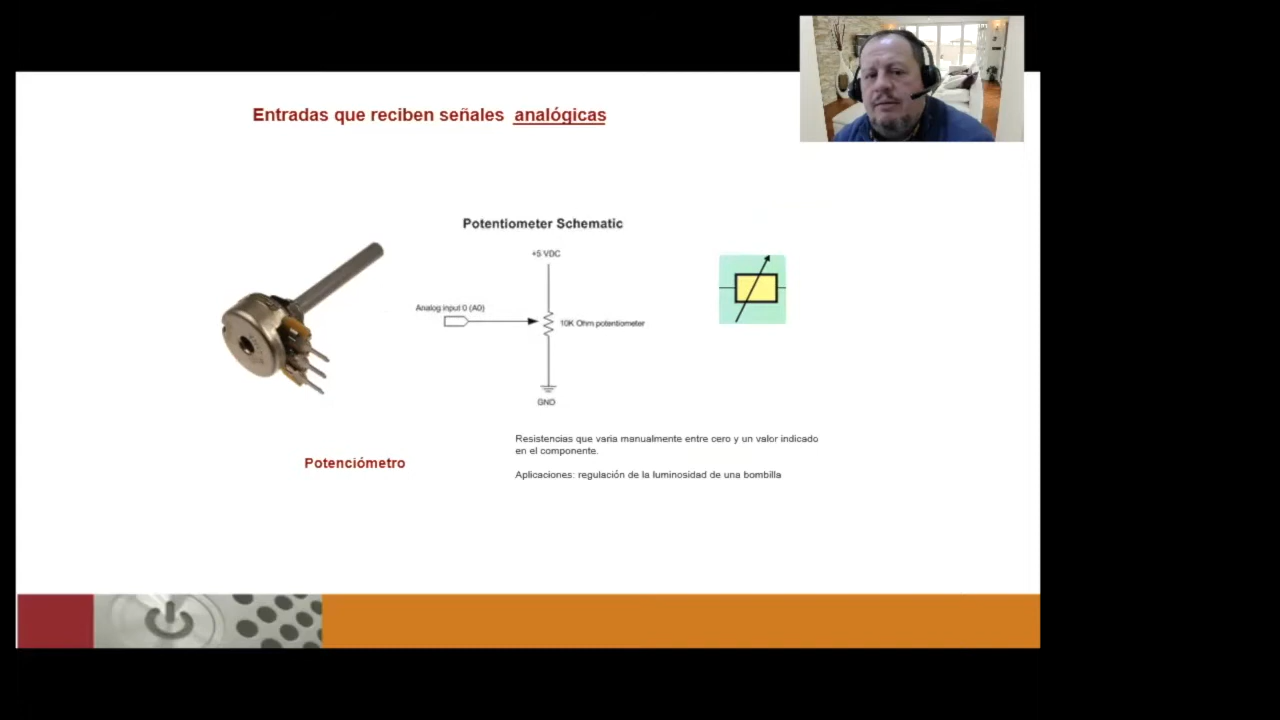 Entradas que reciben señales analógicas
Potentiometer Schematic
+5 VDC
Analog input 0 (A0)
10K Ohm potentiometer
GND
Resistencias que varia manualmente entre cero y un valor indicado
en el componente.
Potenciómetro
Aplicaciones: regulación de la luminosidad de una bombilla